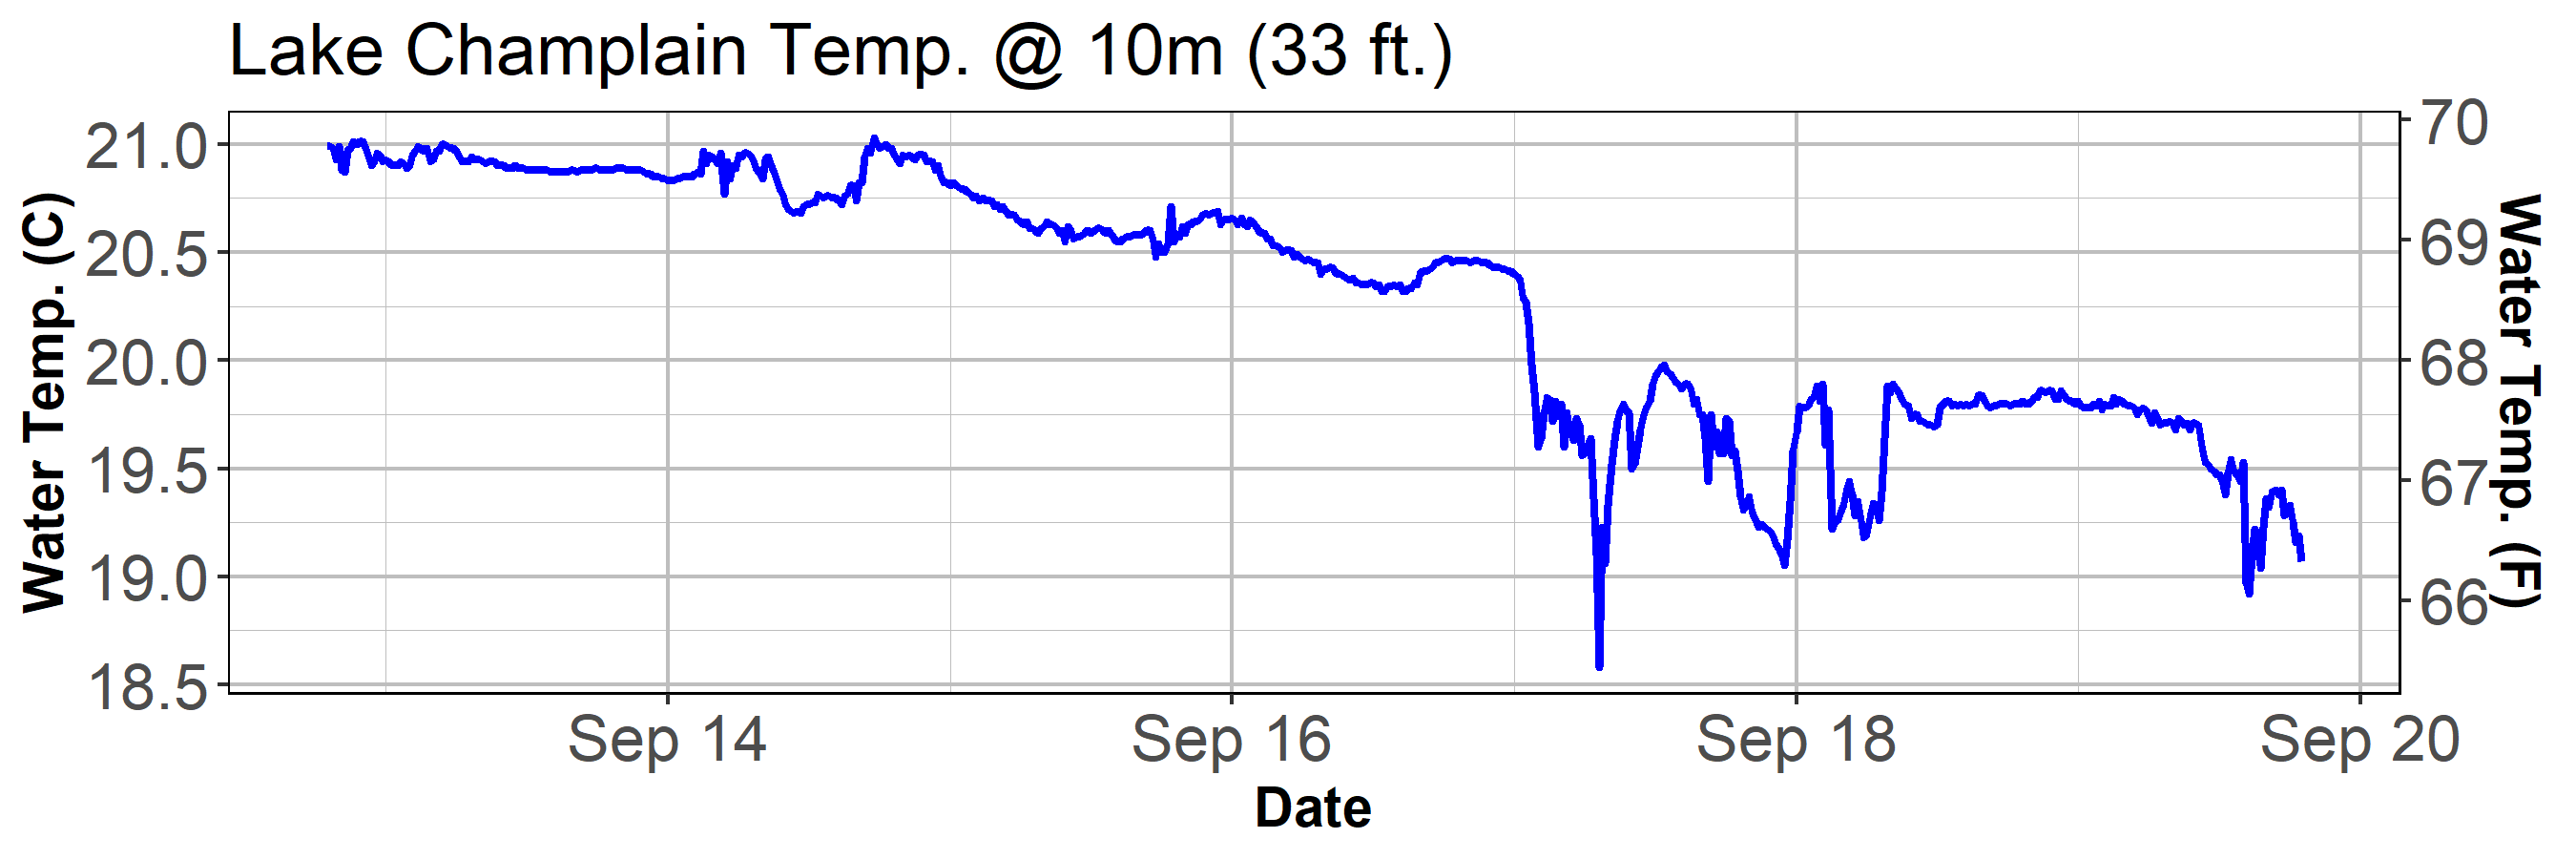 Lake Champlain Temp. @ 10m (33 ft.)
Water Temp. (C)
21.0
20.5
20.0
19.5
19.0
18.5
70
69
68
67
66
Water Temp. (F)
Sep 14
Sep 16
Sep 18
Sep 20
Date